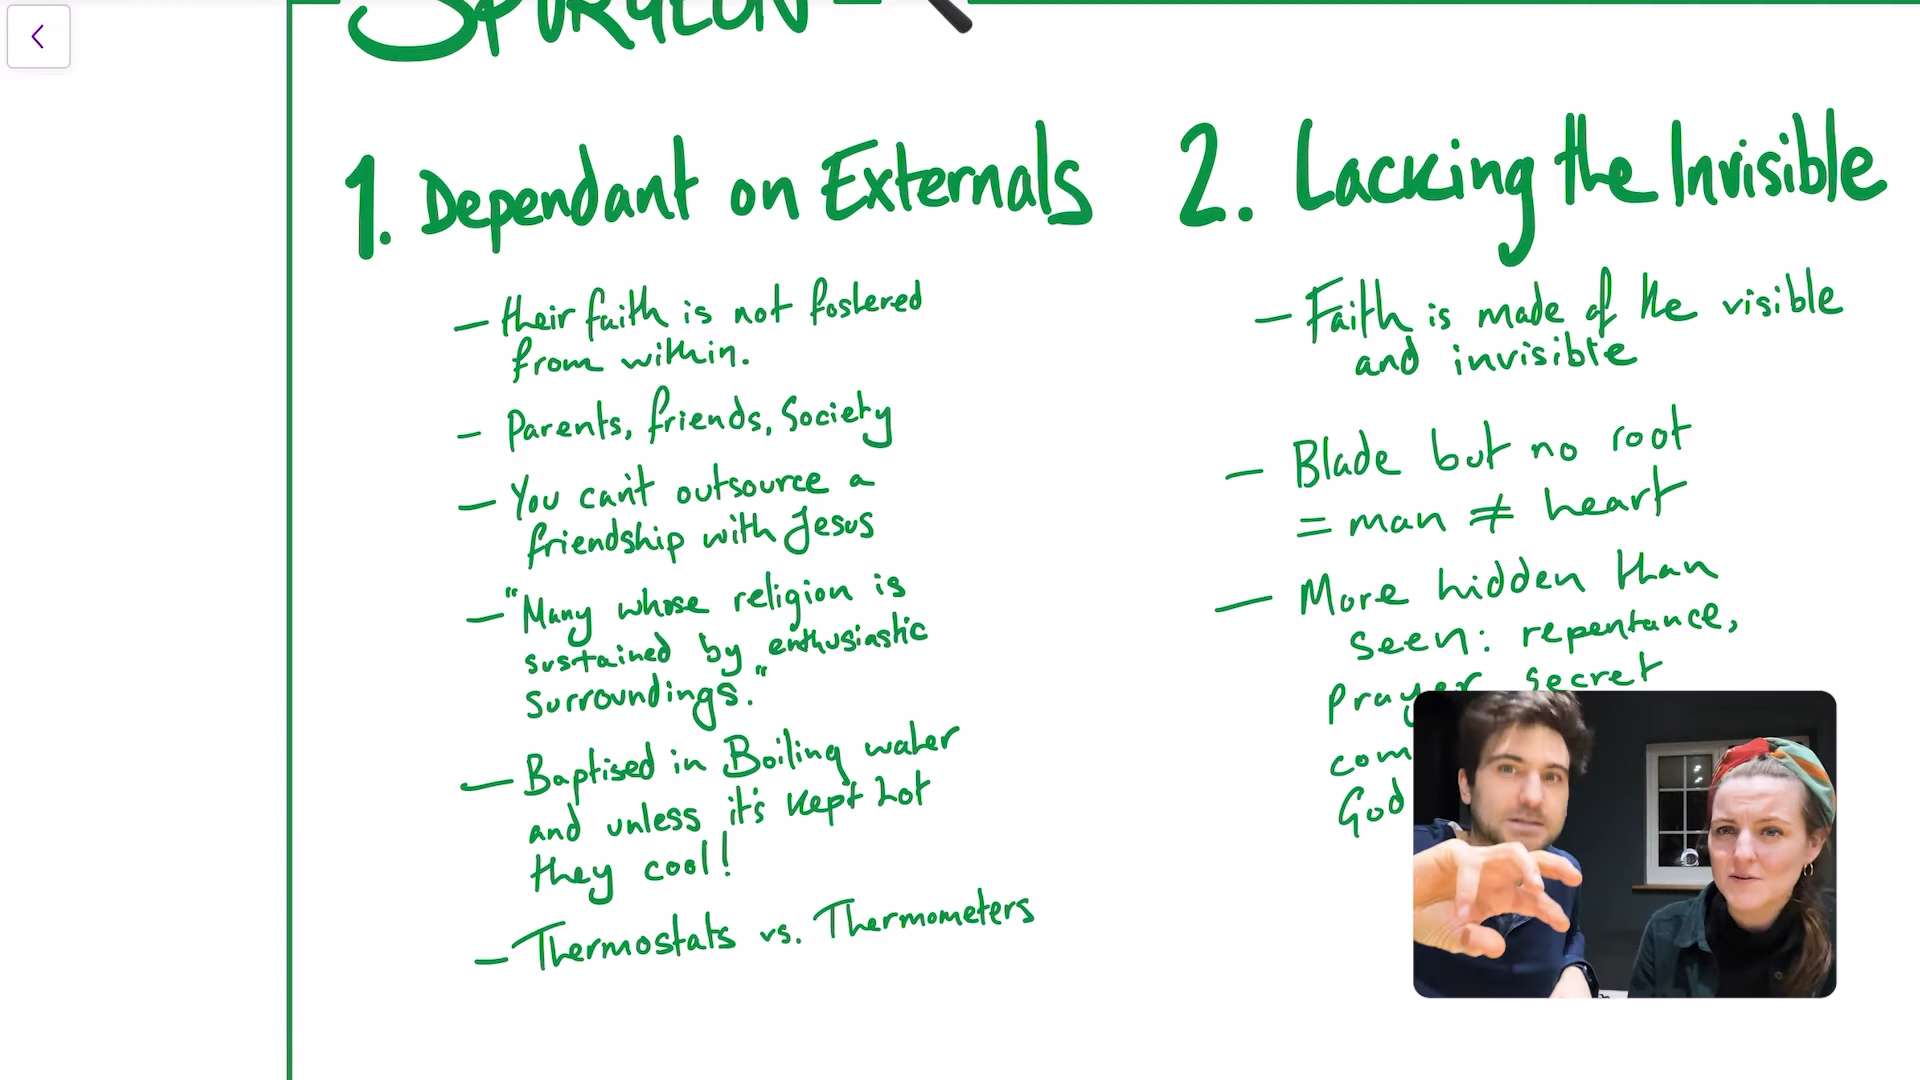 SPURGEON
1. Dependant on Externals
– their faith is not fostered
from within.
– Parents, friends, Society
– You can't outsource a
friendship with Jesus
– "Many whose religion is
sustained by enthusiastic
surroundings."
– Baptised in Boiling water
and unless it's kept hot
they cool!
– Thermostats vs. Thermometers
2. Lacking the Invisible
– Faith is made of the visible
and invisible
– Blade but no root
= man ≠ heart
– More hidden than
seen: repentance,
prayer secret
God